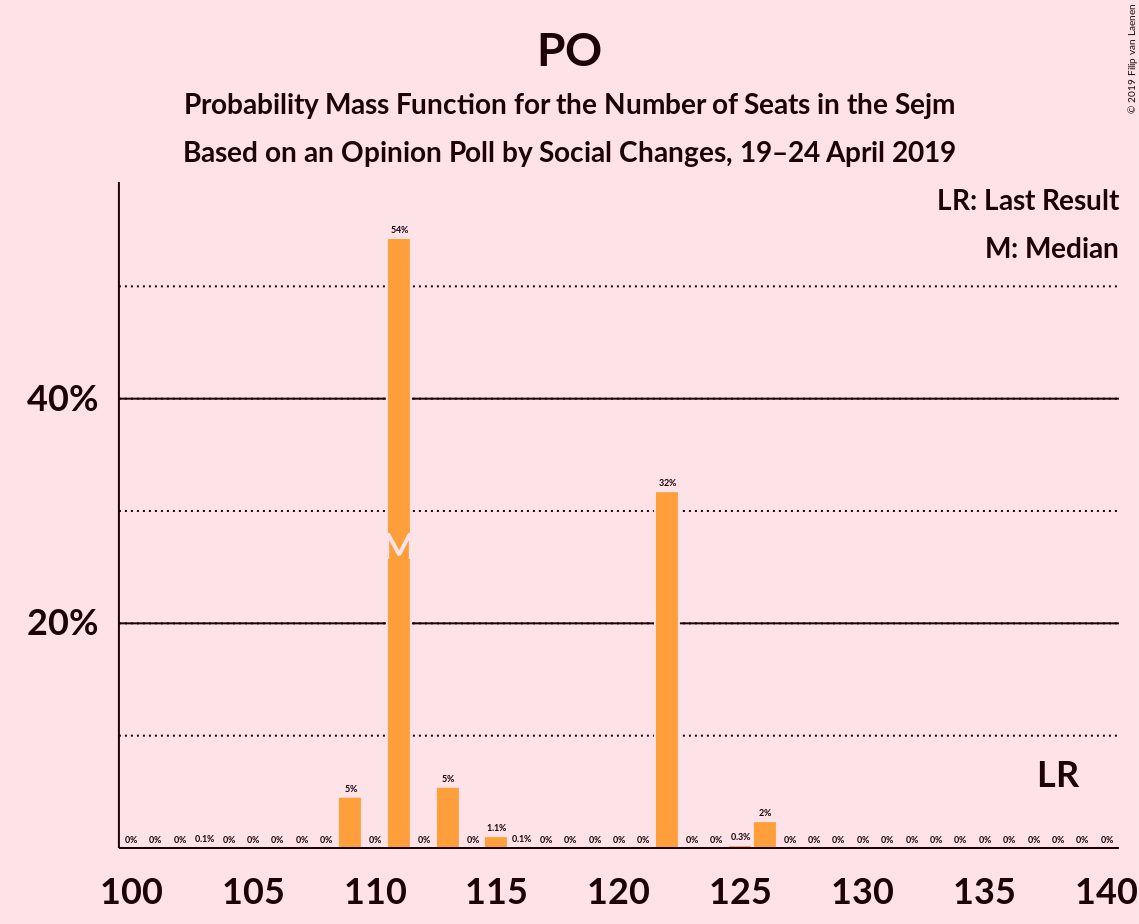 PO
Probability Mass Function for the Number of Seats in the Sejm
Based on an Opinion Poll by Social Changes, 19–24 April 2019
© 2019 Filip van Laenen
LR: Last Result
M: Median
54%
40%
32%
M
20%
LR
5%
5%
2%
1.1%
0% 0% 0% 0.1% 0% 0% 0% 0% 0% 0% 0% 0% 0.1% 0% 0% 0% 0% 0% 0% 0% 0.3% 0% 0% 0% 0% 0% 0% 0% 0% 0% 0% 0% 0% 0% 0%
100 105 110 115 120 125 130 135 140